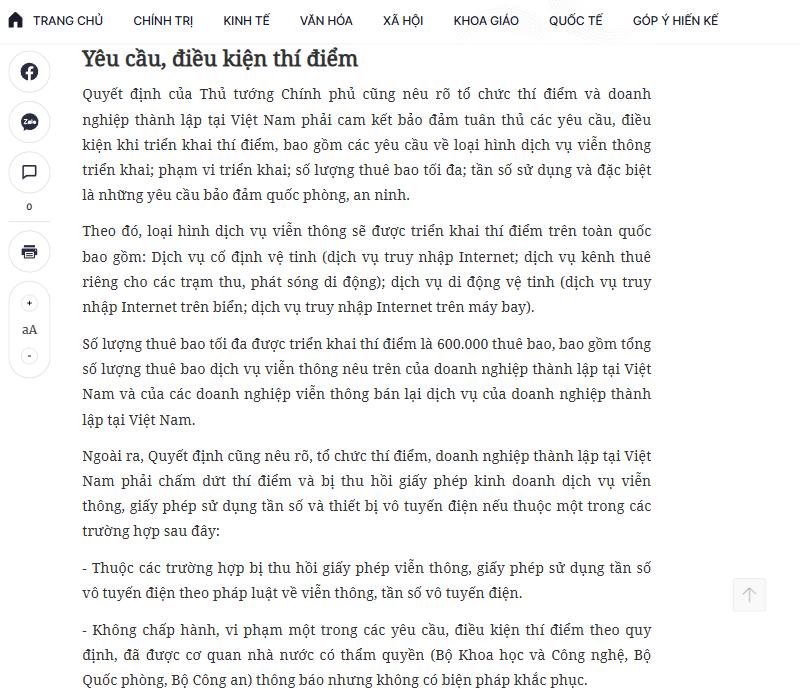 TRANG CHỦ CHÍNH TRỊ KINH TẾ VĂN HÓA XÃ HỘI KHOA GIÁO QUỐC TẾ GÓP Ý HIẾN KẾ
Yêu cầu, điều kiện thí điểm
Quyết định của Thủ tướng Chính phủ cũng nêu rõ tổ chức thí điểm và doanh
nghiệp thành lập tại Việt Nam phải cam kết bảo đảm tuân thủ các yêu cầu, điều
kiện khi triển khai thí điểm, bao gồm các yêu cầu về loại hình dịch vụ viễn thông
triển khai; phạm vi triển khai; số lượng thuê bao tối đa; tần số sử dụng và đặc biệt
là những yêu cầu bảo đảm quốc phòng, an ninh.
Theo đó, loại hình dịch vụ viễn thông sẽ được triển khai thí điểm trên toàn quốc
bao gồm: Dịch vụ cố định vệ tinh (dịch vụ truy nhập Internet; dịch vụ kênh thuê
riêng cho các trạm thu, phát sóng di động); dịch vụ di động vệ tinh (dịch vụ truy
nhập Internet trên biển; dịch vụ truy nhập Internet trên máy bay).
Số lượng thuê bao tối đa được triển khai thí điểm là 600.000 thuê bao, bao gồm tổng
số lượng thuê bao dịch vụ viễn thông nêu trên của doanh nghiệp thành lập tại Việt
Nam và của các doanh nghiệp viễn thông bán lại dịch vụ của doanh nghiệp thành
lập tại Việt Nam.
Ngoài ra, Quyết định cũng nêu rõ, tổ chức thí điểm, doanh nghiệp thành lập tại Việt
Nam phải chấm dứt thí điểm và bị thu hồi giấy phép kinh doanh dịch vụ viễn
thông, giấy phép sử dụng tần số và thiết bị vô tuyến điện nếu thuộc một trong các
trường hợp sau đây:
- Thuộc các trường hợp bị thu hồi giấy phép viễn thông, giấy phép sử dụng tần số
vô tuyến điện theo pháp luật về viễn thông, tần số vô tuyến điện.
- Không chấp hành, vi phạm một trong các yêu cầu, điều kiện thí điểm theo quy
định, đã được cơ quan nhà nước có thẩm quyền (Bộ Khoa học và Công nghệ, Bộ
Quốc phòng, Bộ Công an) thông báo nhưng không có biện pháp khắc phục.
Zalo
0
+
aA
-